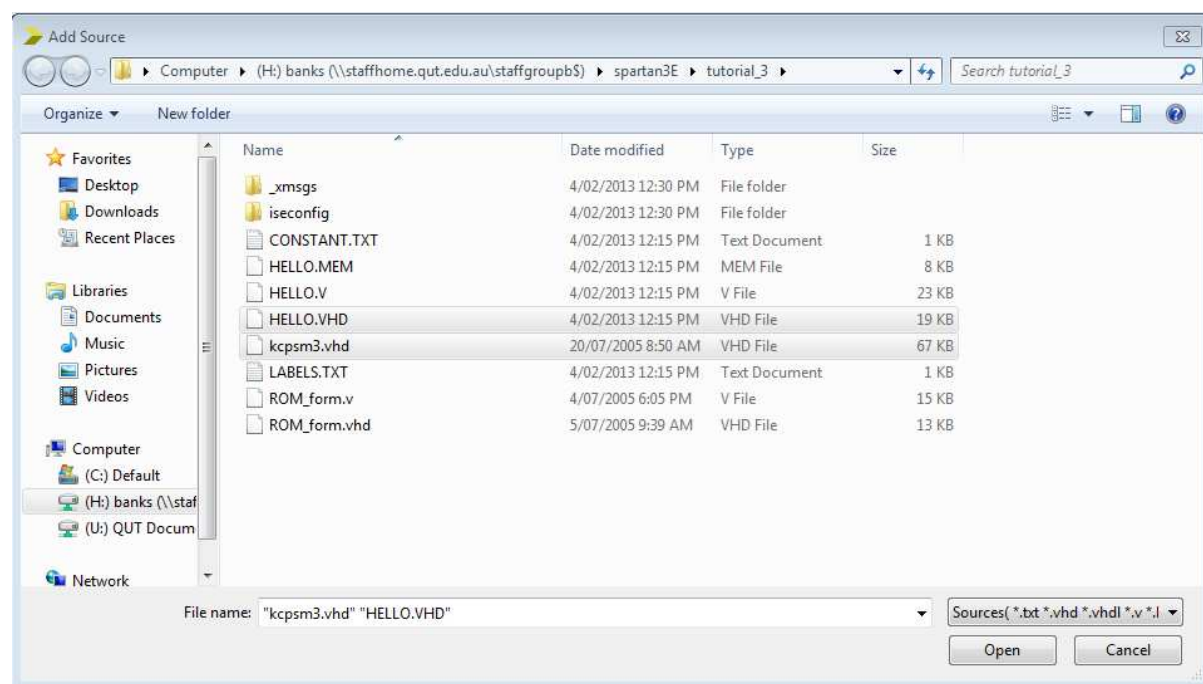 Add Source
Computer (H:) banks (\\staffhome.qut.edu.au\staffgroupb$) spartan3E tutorial_3 Search tutorial_3
Organize New folder
Name Date modified Type Size
Favorites
Desktop
Downloads
Recent Places
Libraries
Documents
Music
Pictures
Videos
Computer
(C:) Default
(H:) banks (\\staf
(U:) QUT Docum
Network
_xmsgs 4/02/2013 12:30 PM File folder
iseconfig 4/02/2013 12:30 PM File folder
CONSTANT.TXT 4/02/2013 12:15 PM Text Document 1 KB
HELLO.MEM 4/02/2013 12:15 PM MEM File 8 KB
HELLO.V 4/02/2013 12:15 PM V File 23 KB
HELLO.VHD 4/02/2013 12:15 PM VHD File 19 KB
kcpsm3.vhd 20/07/2005 8:50 AM VHD File 67 KB
LABELS.TXT 4/02/2013 12:15 PM Text Document 1 KB
ROM_form.v 4/07/2005 6:05 PM V File 15 KB
ROM_form.vhd 5/07/2005 9:39 AM VHD File 13 KB
File name: "kcpsm3.vhd" "HELLO.VHD" Sources( *.txt *.vhd *.vhdl *.v *.l
Open Cancel